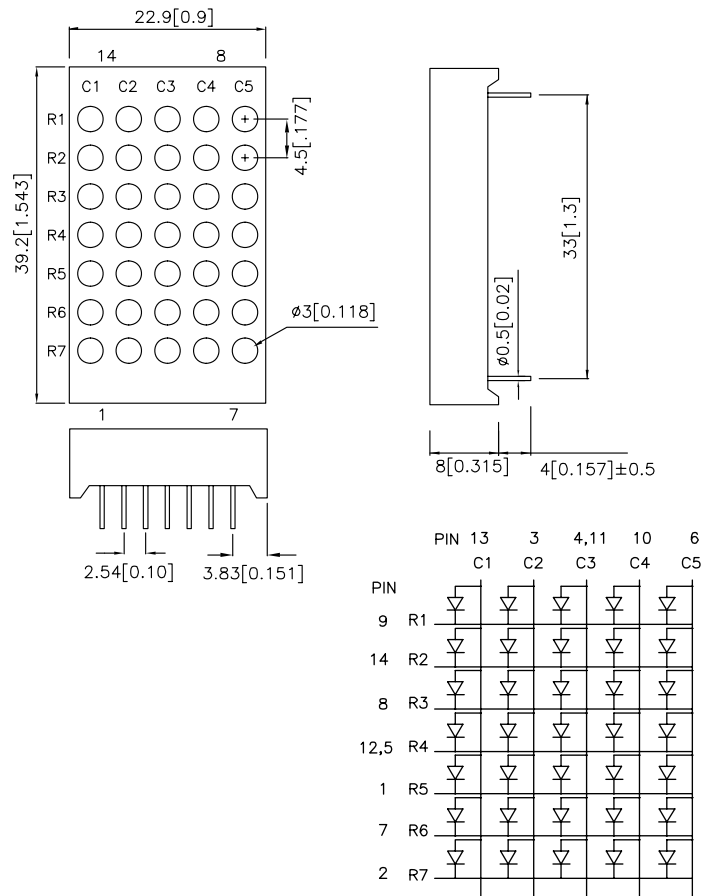 22.9[0.9]
14 8
C1 C2 C3 C4 C5
R1
R2
R3
R4
R5
R6
R7
4.5[.177]
39.2[1.543]
ø3[0.118]
1 7
33[1.3]
ø0.5[0.02]
8[0.315] 4[0.157]±0.5
2.54[0.10] 3.83[0.151]
PIN 13 3 4,11 10 6
C1 C2 C3 C4 C5
PIN
9 R1
14 R2
8 R3
12,5 R4
1 R5
7 R6
2 R7